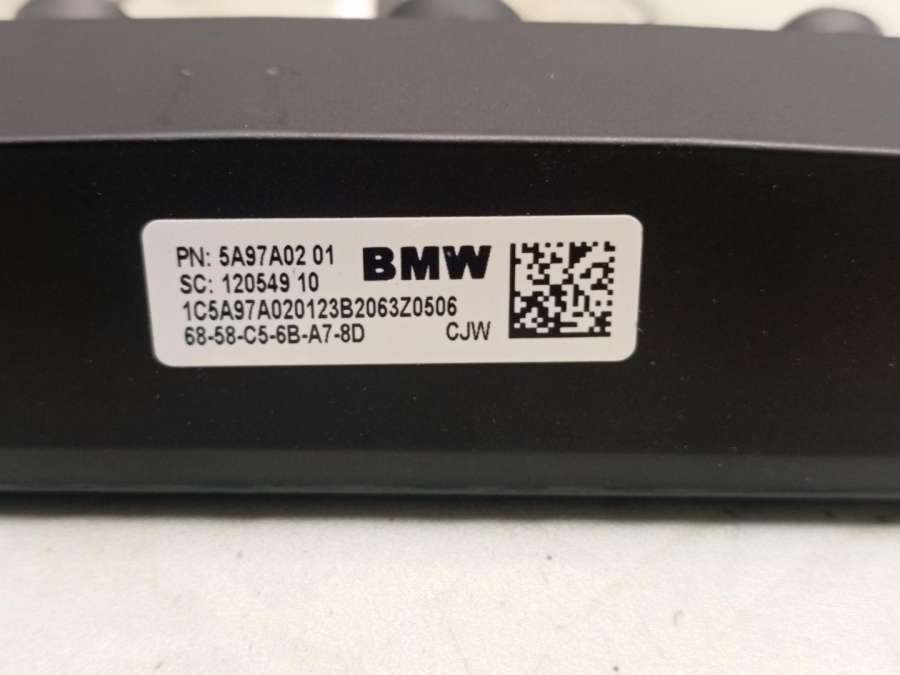 PN: 5A97A02 01
BMW
SC: 120549 10
1C5A97A020123B2063Z0506
68-58-C5-6B-A7-8D
CJW